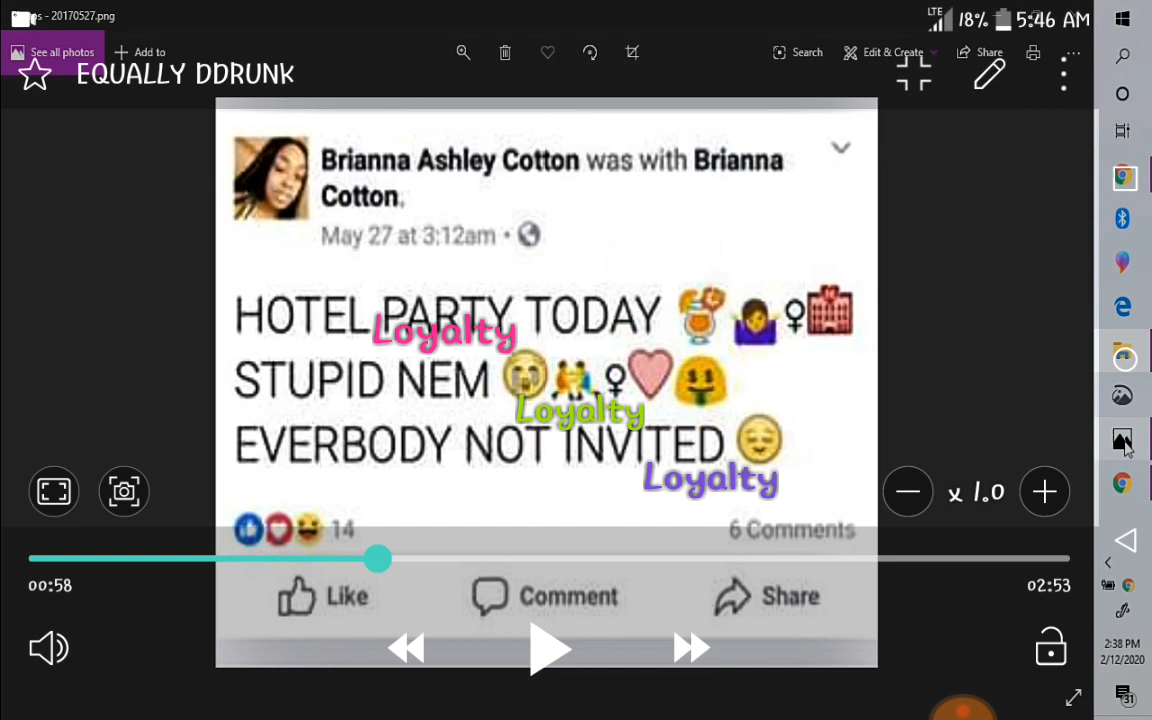 Photos - 20170527.png
LTE 18% 5:46 AM
See all photos
Add to
Search
Edit & Create
Share
EQUALLY DDRUNK
Brianna Ashley Cotton was with Brianna
Cotton.
May 27 at 3:12am
HOTEL PARTY TODAY
Loyalty
STUPID NEM
Loyalty
EVERBODY NOT INVITED
Loyalty
x 1.0
14
6 Comments
00:58
02:53
Like
Comment
Share
2:38 PM
2/12/2020
31